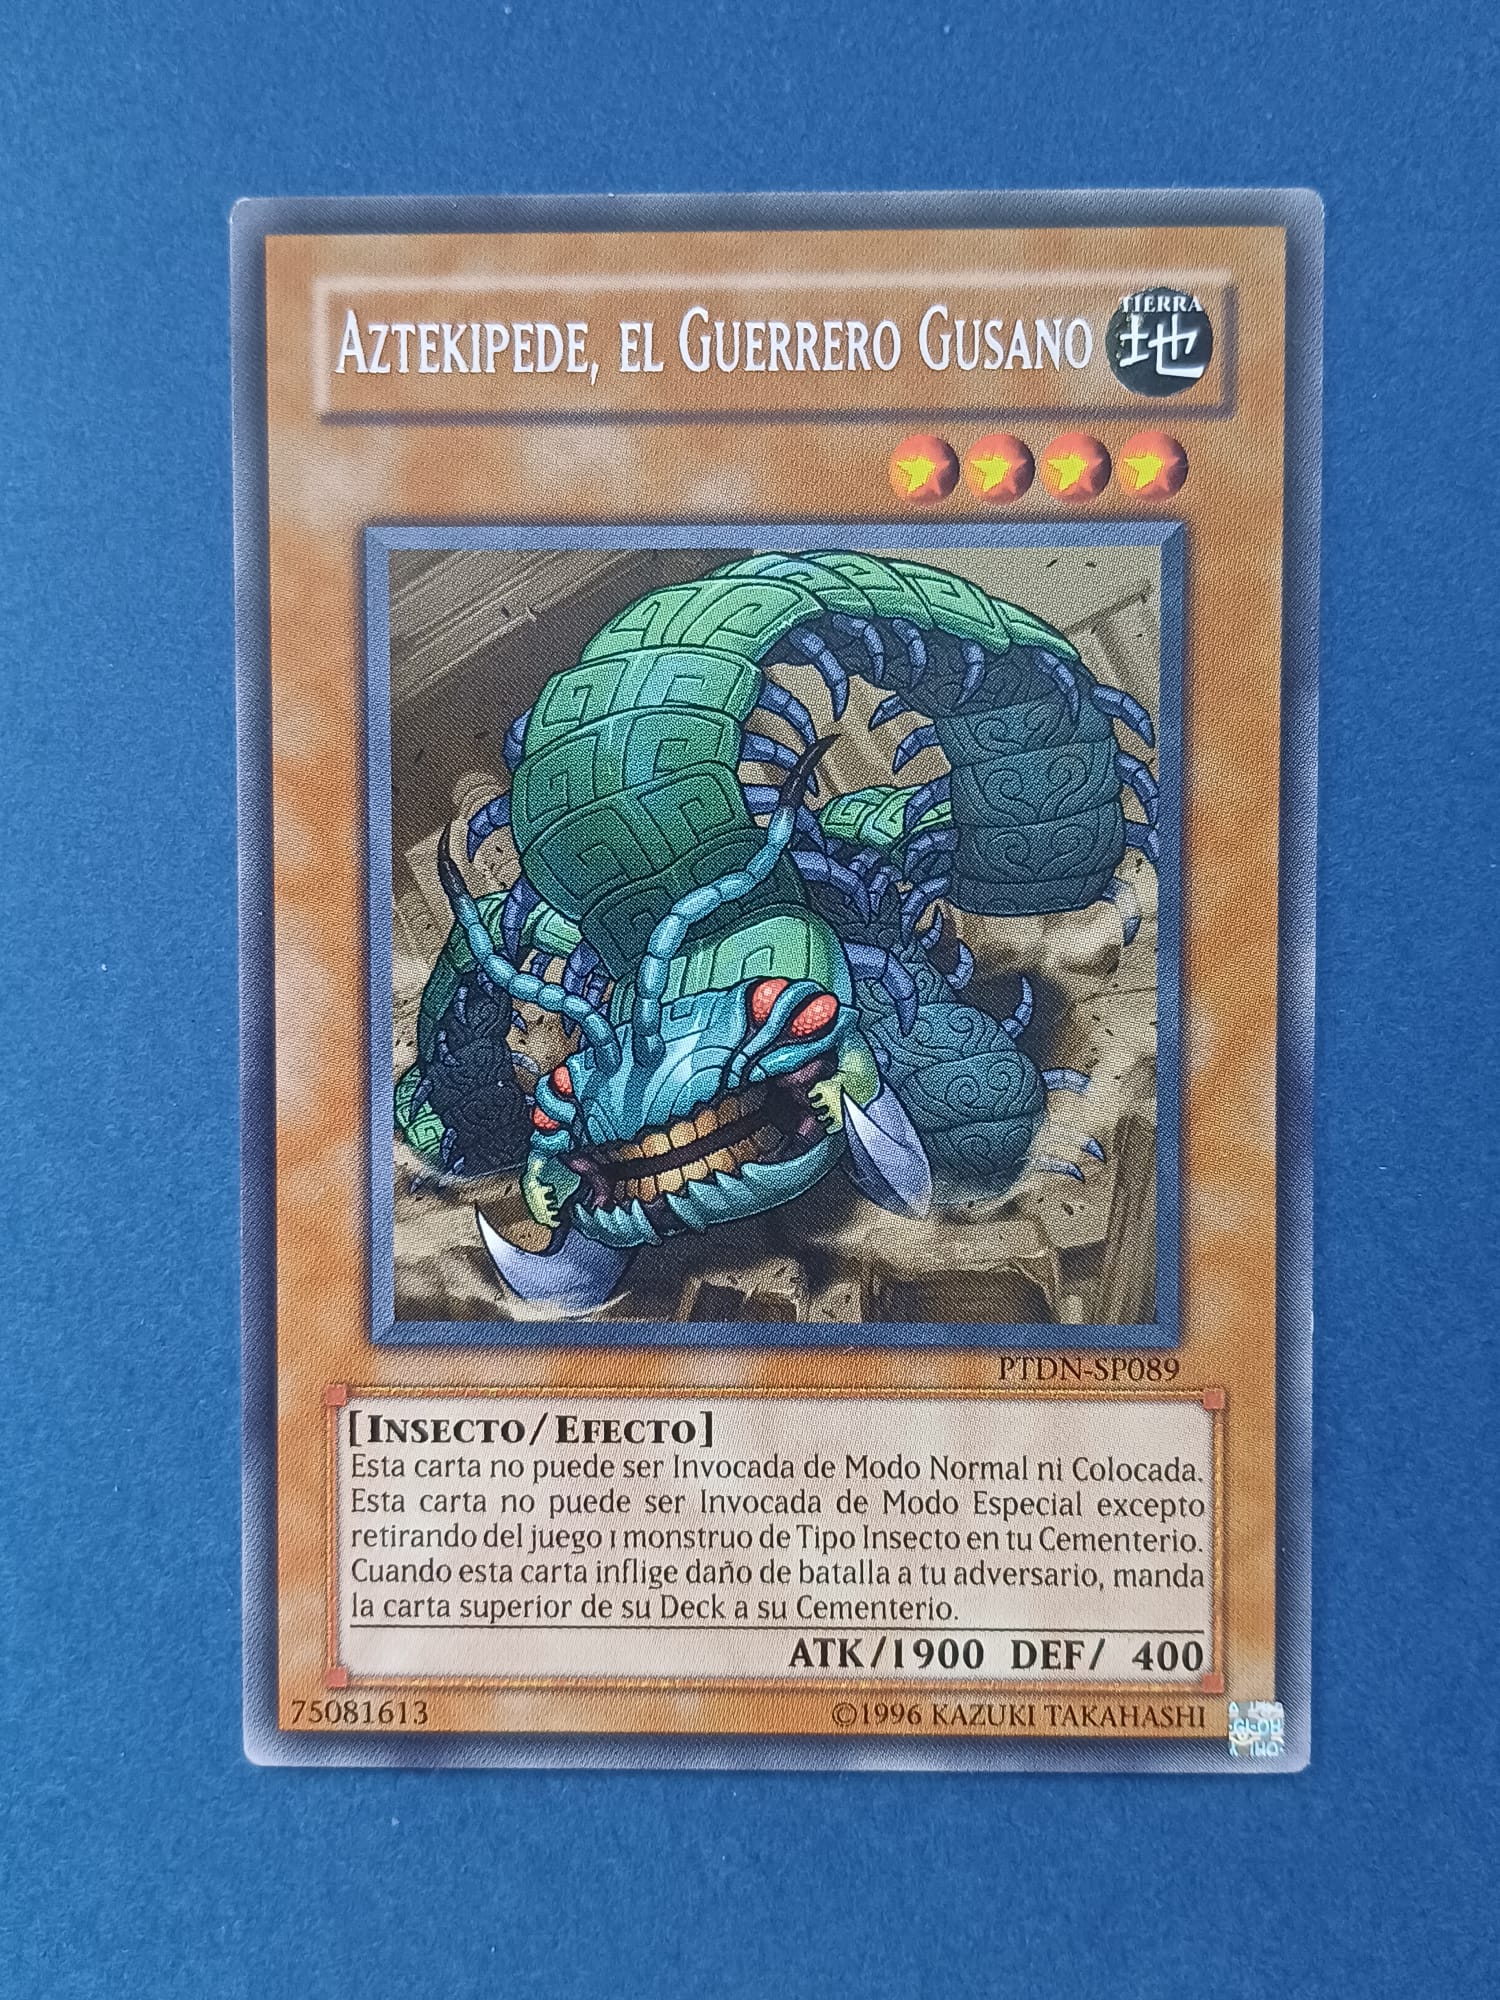 AZTEKIPEDE, EL GUERRERO GUSANO
TIERRA
地
PTDN-SP089
[INSECTO/EFECTO]
Esta carta no puede ser Invocada de Modo Normal ni Colocada.
Esta carta no puede ser Invocada de Modo Especial excepto
retirando del juego 1 monstruo de Tipo Insecto en tu Cementerio.
Cuando esta carta inflige daño de batalla a tu adversario, manda
la carta superior de su Deck a su Cementerio.
ATK/1900 DEF/ 400
75081613
©1996 KAZUKI TAKAHASHI